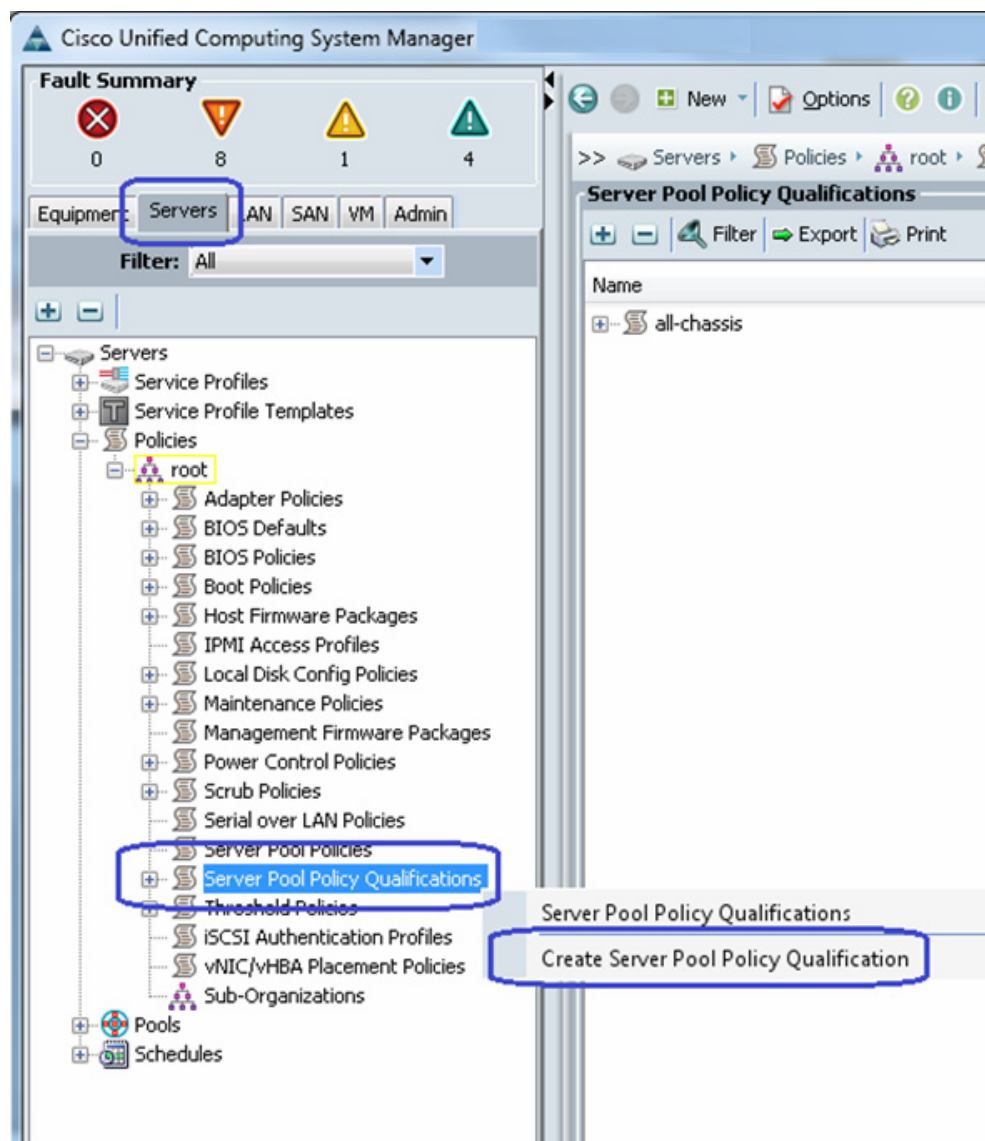 Cisco Unified Computing System Manager
Fault Summary
0 8 1 4
Equipment Servers LAN SAN VM Admin
Filter: All
Servers
Service Profiles
Service Profile Templates
Policies
root
Adapter Policies
BIOS Defaults
BIOS Policies
Boot Policies
Host Firmware Packages
IPMI Access Profiles
Local Disk Config Policies
Maintenance Policies
Management Firmware Packages
Power Control Policies
Scrub Policies
Serial over LAN Policies
Server Pool Policies
Server Pool Policy Qualifications
Threshold Policies
iSCSI Authentication Profiles
vNIC/vHBA Placement Policies
Sub-Organizations
Pools
Schedules
New Options
>> Servers Policies root
Server Pool Policy Qualifications
Filter Export Print
Name
all-chassis
Server Pool Policy Qualifications
Create Server Pool Policy Qualification